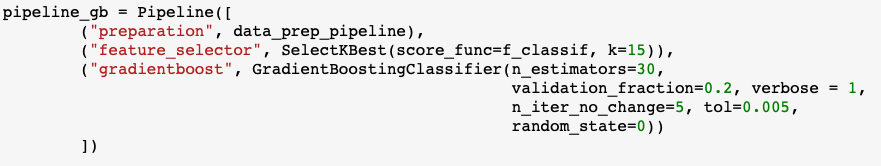 pipeline_gb = Pipeline([
        ("preparation", data_prep_pipeline),
        ("feature_selector", SelectKBest(score_func=f_classif, k=15)),
        ("gradientboost", GradientBoostingClassifier(n_estimators=30,
                                                     validation_fraction=0.2, verbose = 1,
                                                     n_iter_no_change=5, tol=0.005,
                                                     random_state=0))
        ])